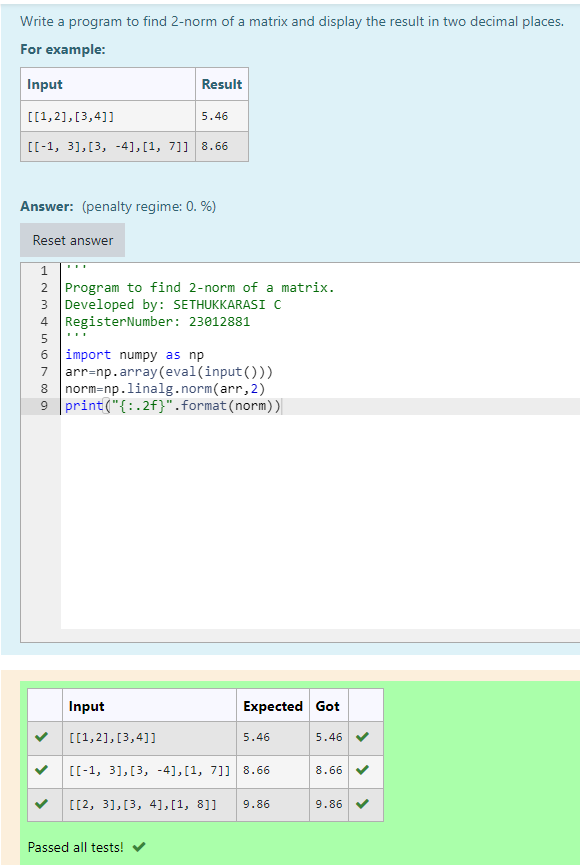 Write a program to find 2-norm of a matrix and display the result in two decimal places.
For example:
Input Result
[[1,2],[3,4]] 5.46
[[-1, 3],[3, -4],[1, 7]] 8.66
Answer: (penalty regime: 0. %)
Reset answer
1 '''
2 Program to find 2-norm of a matrix.
3 Developed by: SETHUKKARASI C
4 RegisterNumber: 23012881
5 '''
6 import numpy as np
7 arr=np.array(eval(input()))
8 norm=np.linalg.norm(arr,2)
9 print("{:.2f}".format(norm))
Input Expected Got
[[1,2],[3,4]] 5.46 5.46
[[-1, 3],[3, -4],[1, 7]] 8.66 8.66
[[2, 3],[3, 4],[1, 8]] 9.86 9.86
Passed all tests!